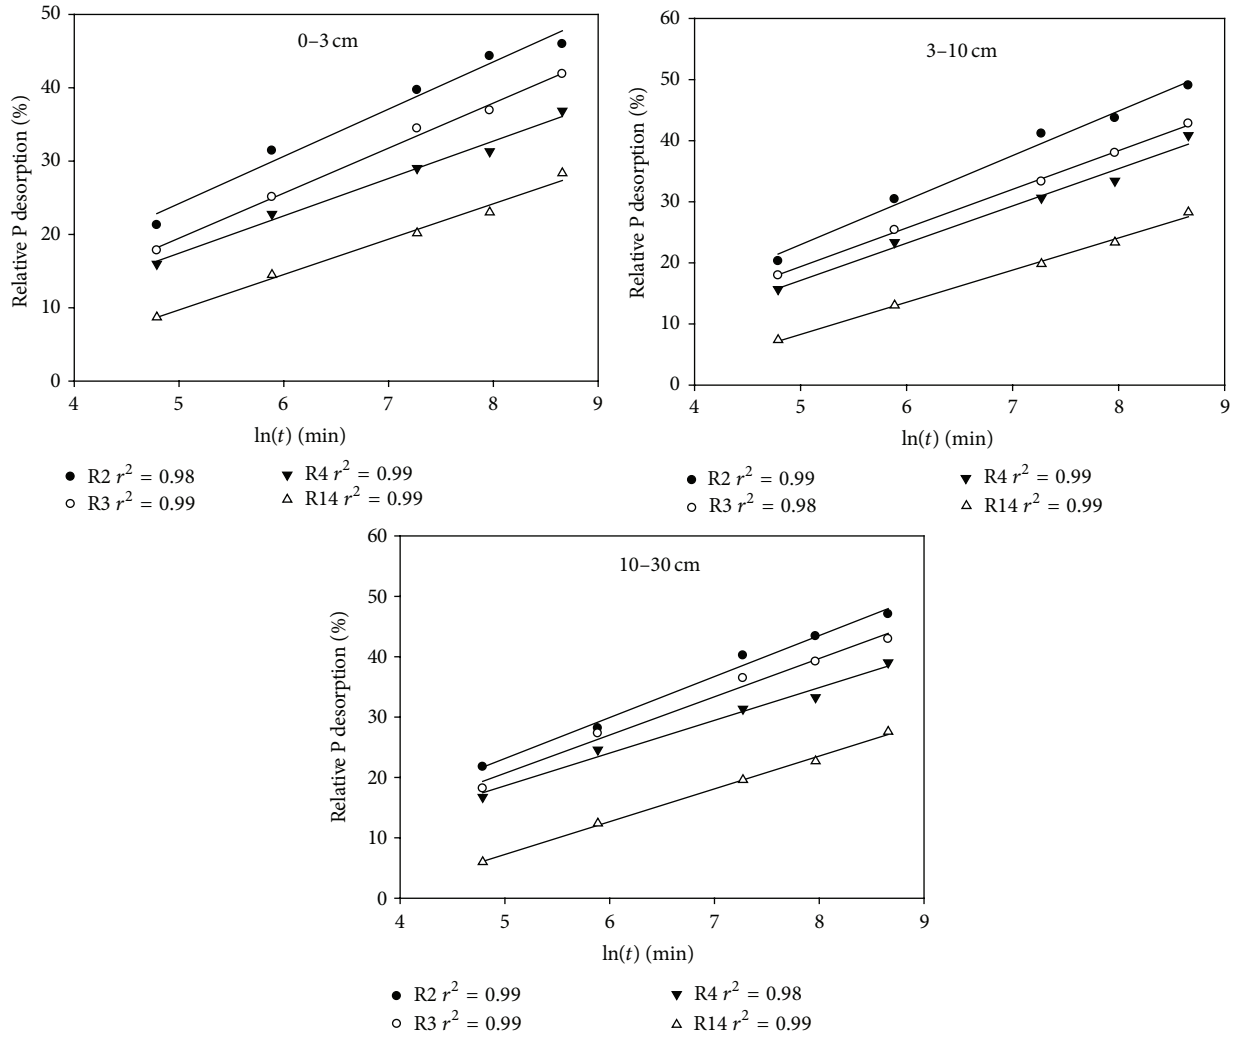 0–3 cm
Relative P desorption (%)
50
40
30
20
10
0
4 5 6 7 8 9
ln(t) (min)
R2 r² = 0.98
R3 r² = 0.99
R4 r² = 0.99
R14 r² = 0.99
3–10 cm
Relative P desorption (%)
60
50
40
30
20
10
0
4 5 6 7 8 9
ln(t) (min)
R2 r² = 0.99
R3 r² = 0.98
R4 r² = 0.99
R14 r² = 0.99
10–30 cm
Relative P desorption (%)
60
50
40
30
20
10
0
4 5 6 7 8 9
ln(t) (min)
R2 r² = 0.99
R3 r² = 0.99
R4 r² = 0.98
R14 r² = 0.99